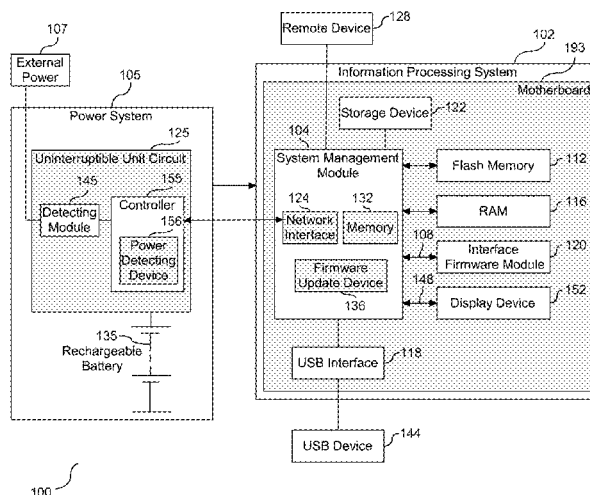 107
External
Power
105
Power System
125
Uninterruptible Unit Circuit
145
Detecting
Module
155
Controller
156
Power
Detecting
Device
135
Rechargeable
Battery
100
Remote Device
128
102
Information Processing System
193
Motherboard
Storage Device
122
104
System Management
Module
124
Network
Interface
132
Memory
Firmware
Update Device
136
Flash Memory
112
RAM
116
108
Interface
Firmware Module
120
148
Display Device
152
USB Interface
118
USB Device
144